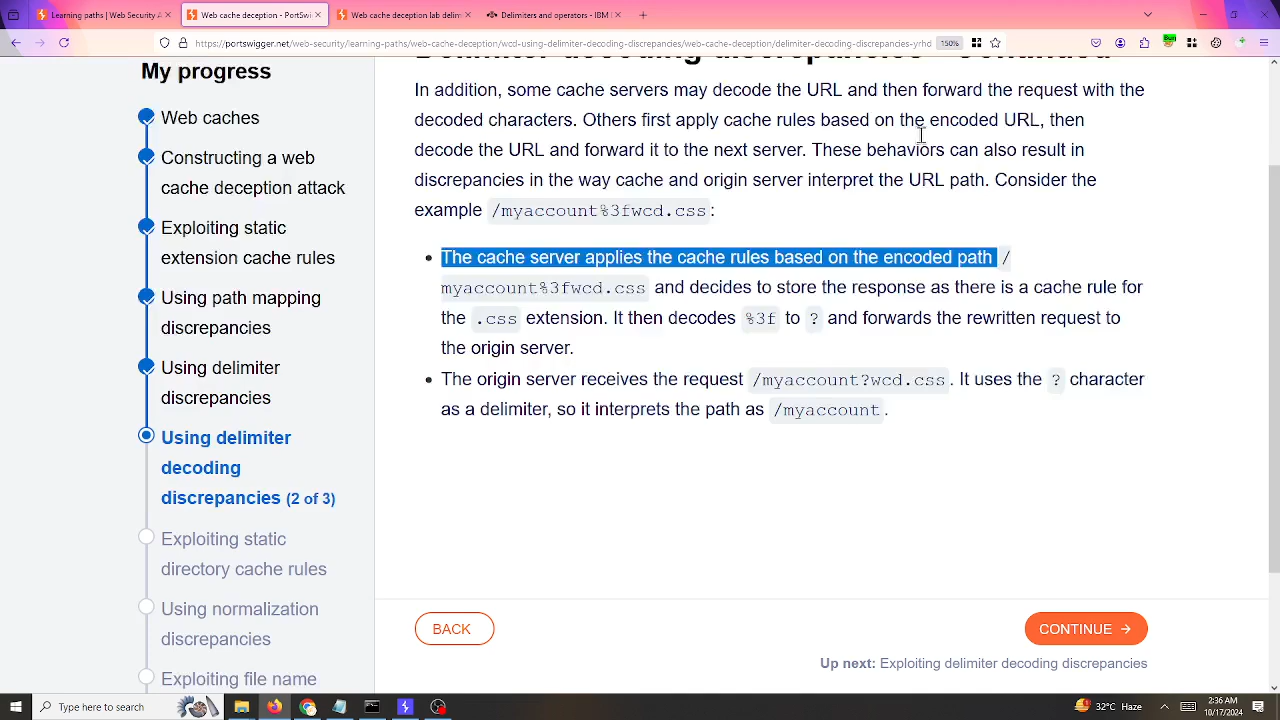 Learning paths | Web Security A
Web cache deception - PortSwi
Web cache deception lab delimi
Delimiters and operators - IBM D
https://portswigger.net/web-security/learning-paths/web-cache-deception/wcd-using-delimiter-decoding-discrepancies/web-cache-deception/delimiter-decoding-discrepancies-yrhd
150%
My progress
Web caches
Constructing a web
cache deception attack
Exploiting static
extension cache rules
Using path mapping
discrepancies
Using delimiter
discrepancies
Using delimiter
decoding
discrepancies (2 of 3)
Exploiting static
directory cache rules
Using normalization
discrepancies
Exploiting file name
Delimiter decoding discrepancies - Continued
In addition, some cache servers may decode the URL and then forward the request with the
decoded characters. Others first apply cache rules based on the encoded URL, then
decode the URL and forward it to the next server. These behaviors can also result in
discrepancies in the way cache and origin server interpret the URL path. Consider the
example /myaccount%3fwcd.css:
• The cache server applies the cache rules based on the encoded path /
myaccount%3fwcd.css and decides to store the response as there is a cache rule for
the .css extension. It then decodes %3f to ? and forwards the rewritten request to
the origin server.
• The origin server receives the request /myaccount?wcd.css. It uses the ? character
as a delimiter, so it interprets the path as /myaccount.
BACK
CONTINUE →
Up next: Exploiting delimiter decoding discrepancies
Type here to search
32°C Haze
2:36 AM
10/17/2024